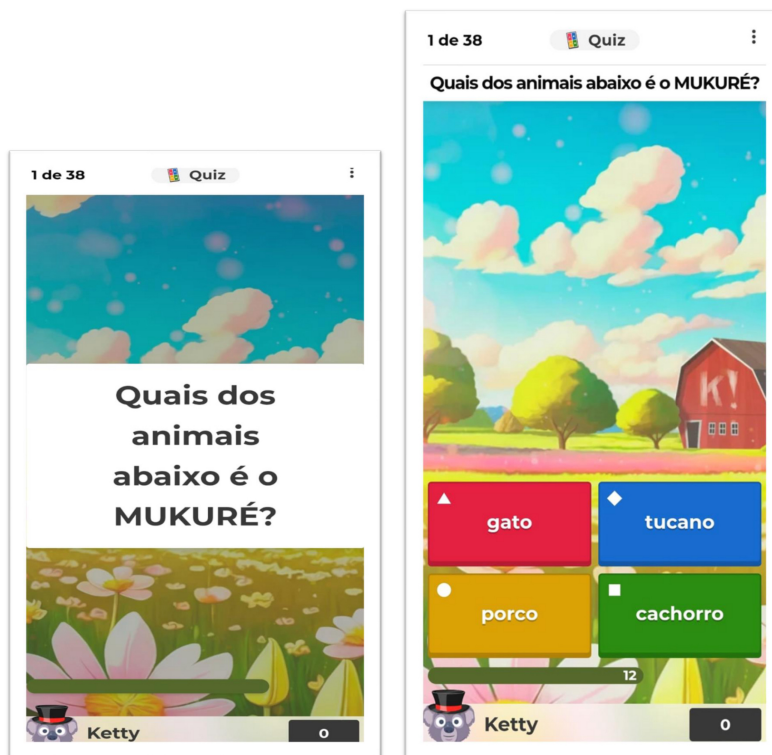 1 de 38
Quiz
Quais dos
animais
abaixo é o
MUKURÉ?
Ketty
0
1 de 38
Quiz
Quais dos animais abaixo é o MUKURÉ?
K!
gato
tucano
porco
cachorro
12
Ketty
0